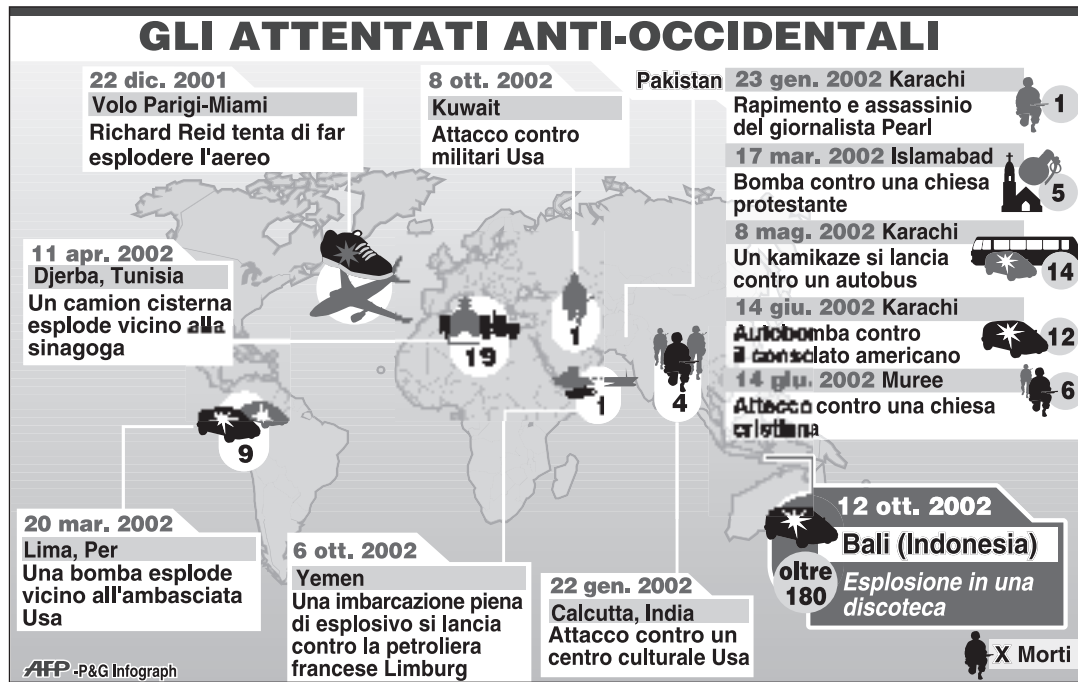 GLI ATTENTATI ANTI-OCCIDENTALI
22 dic. 2001
Volo Parigi-Miami
Richard Reid tenta di far
esplodere l'aereo
8 ott. 2002
Kuwait
Attacco contro
militari Usa
1
Pakistan
23 gen. 2002 Karachi
Rapimento e assassinio
del giornalista Pearl
1
17 mar. 2002 Islamabad
Bomba contro una chiesa
protestante
5
8 mag. 2002 Karachi
Un kamikaze si lancia
contro un autobus
14
14 giu. 2002 Karachi
Autobomba contro
il consolato americano
12
14 giu. 2002 Muree
Attacco contro una chiesa
cristiana
6
11 apr. 2002
Djerba, Tunisia
Un camion cisterna
esplode vicino alla
sinagoga
19
20 mar. 2002
Lima, Per
Una bomba esplode
vicino all'ambasciata
Usa
9
6 ott. 2002
Yemen
Una imbarcazione piena
di esplosivo si lancia
contro la petroliera
francese Limburg
1
22 gen. 2002
Calcutta, India
Attacco contro un
centro culturale Usa
4
12 ott. 2002
Bali (Indonesia)
Esplosione in una
discoteca
oltre
180
X Morti
AFP -P&G Infograph